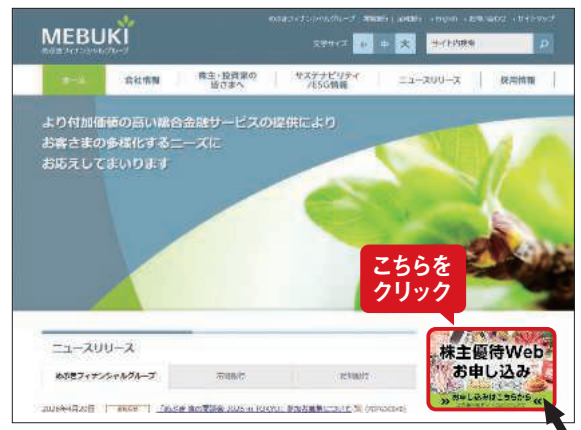 MEBUKI
めぶきフィナンシャルグループ
文字サイズ 小 中 大 サイト内検索
ホーム 会社情報 株主・投資家の皆さまへ サステナビリティ/ESG情報 ニュースリリース 採用情報
より付加価値の高い総合金融サービスの提供により
お客さまの多様化するニーズに
お応えしてまいります
こちらを
クリック
ニュースリリース
めぶきフィナンシャルグループ 常陽銀行 足利銀行
株主優待Web
お申し込み
お申し込みはこちらから